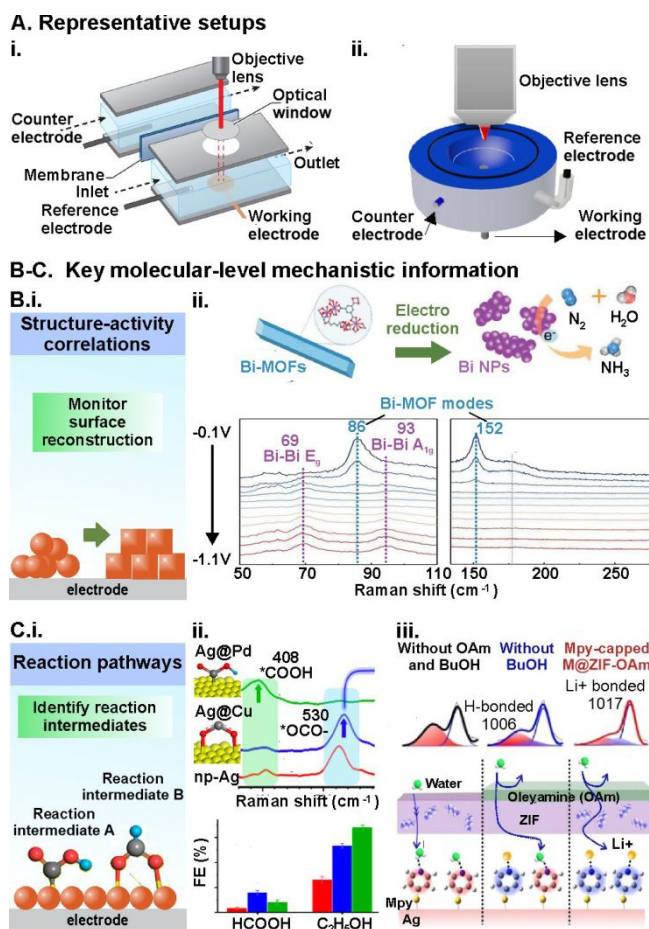 A. Representative setups
i.
Objective
lens
Optical
window
Counter
electrode
Membrane
Inlet
Outlet
Reference
electrode
Working
electrode
ii.
Objective lens
Reference
electrode
Counter
electrode
Working
electrode
B-C. Key molecular-level mechanistic information
B.i.
Structure-activity
correlations
Monitor
surface
reconstruction
electrode
ii.
Bi-MOFs
Electro
reduction
Bi NPs
e-
N2 + H2O
NH3
Bi-MOF modes
-0.1V
-1.1V
69
Bi-Bi Eg
86
93
Bi-Bi A1g
152
50 70 90 110 150 200 250
Raman shift (cm-1)
Raman shift (cm-1)
C.i.
Reaction pathways
Identify reaction
intermediates
Reaction
intermediate B
Reaction
intermediate A
electrode
ii.
Ag@Pd
408
*COOH
Ag@Cu
530
*OCO-
np-Ag
Raman shift (cm-1)
FE (%)
HCOOH C2H5OH
iii.
Without OAm
and BuOH
Without
BuOH
Mpy-capped
M@ZIF-OAm
H-bonded
1006
Li+ bonded
1017
Water
Oleyamine (OAm)
ZIF
Li+
Mpy
Ag